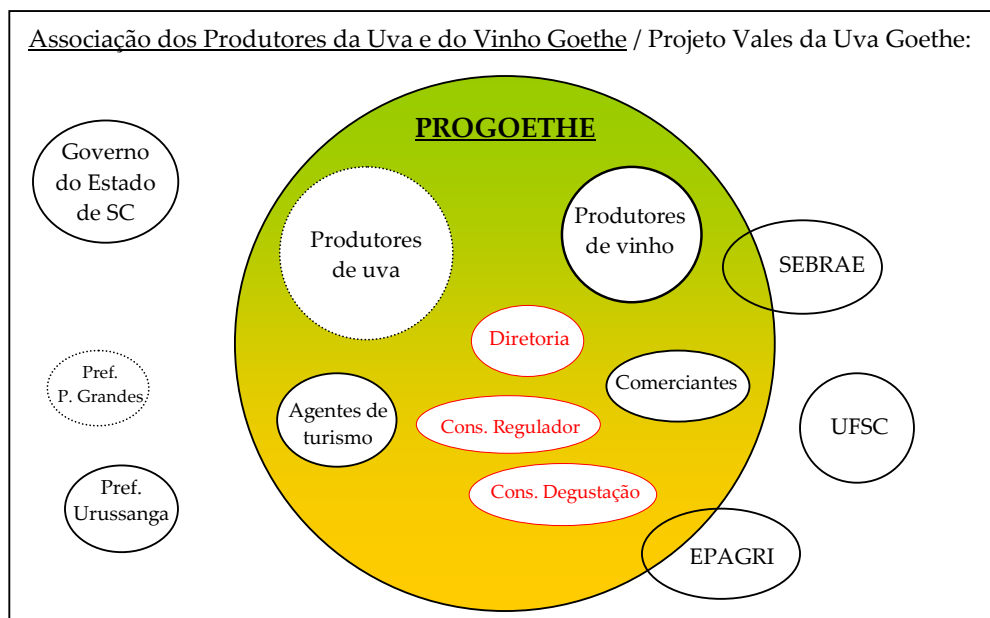 Associação dos Produtores da Uva e do Vinho Goethe / Projeto Vales da Uva Goethe:
PROGOETHE
Governo
do Estado
de SC
Produtores
de uva
Produtores
de vinho
SEBRAE
Diretoria
Pref.
P. Grandes
Comerciantes
Agentes de
turismo
Cons. Regulador
UFSC
Pref.
Urussanga
Cons. Degustação
EPAGRI